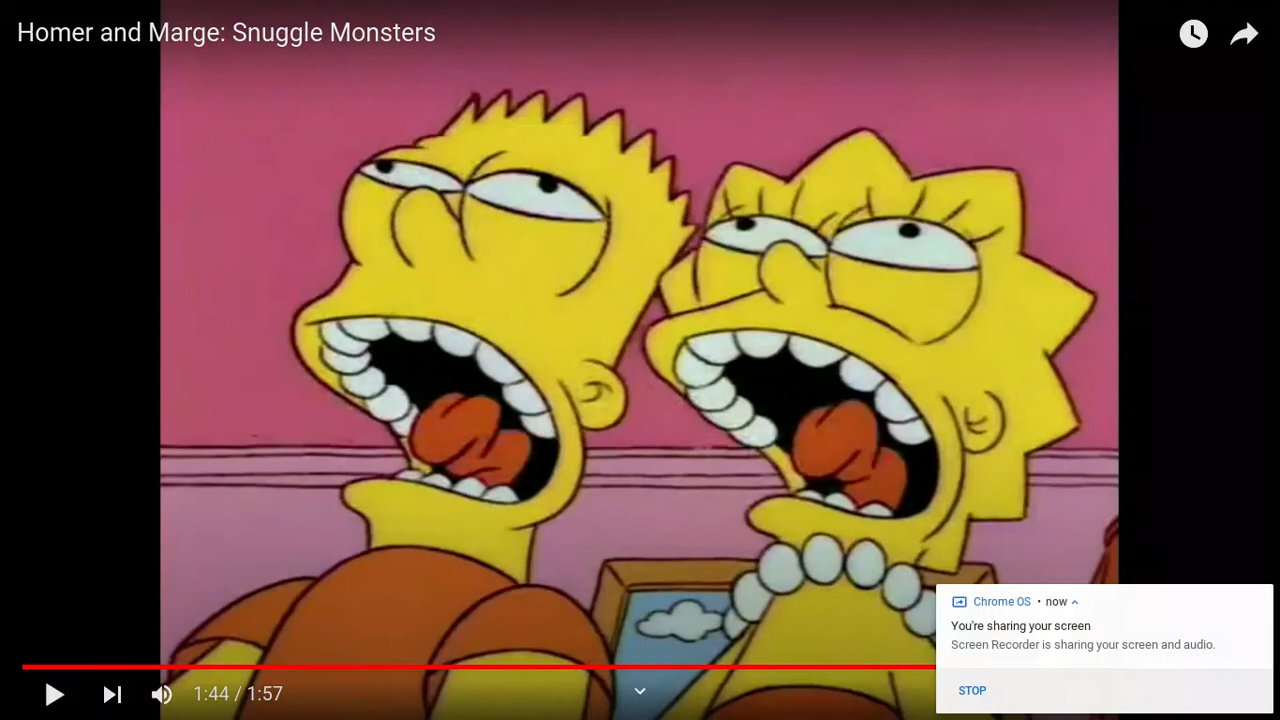 Homer and Marge: Snuggle Monsters
Chrome OS • now
You're sharing your screen
Screen Recorder is sharing your screen and audio.
STOP
1:44 / 1:57